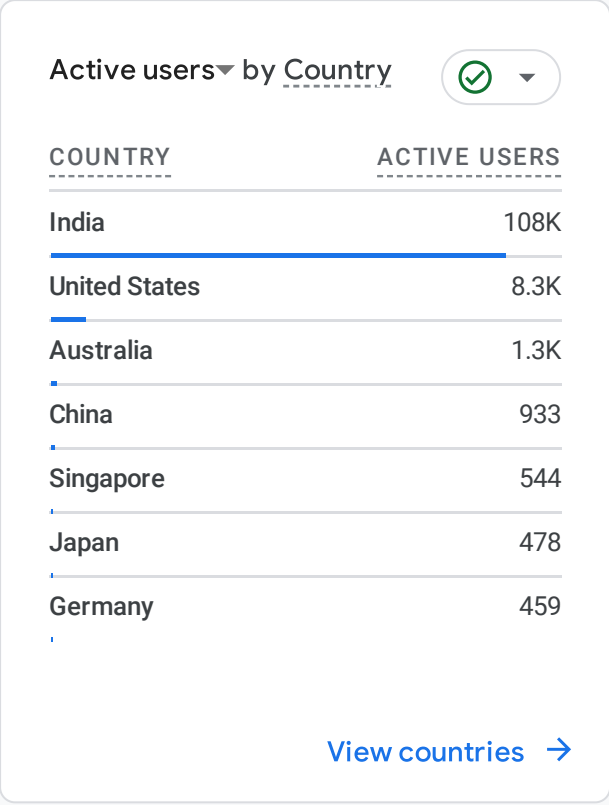 Active users by Country
COUNTRY ACTIVE USERS
India 108K
United States 8.3K
Australia 1.3K
China 933
Singapore 544
Japan 478
Germany 459
View countries